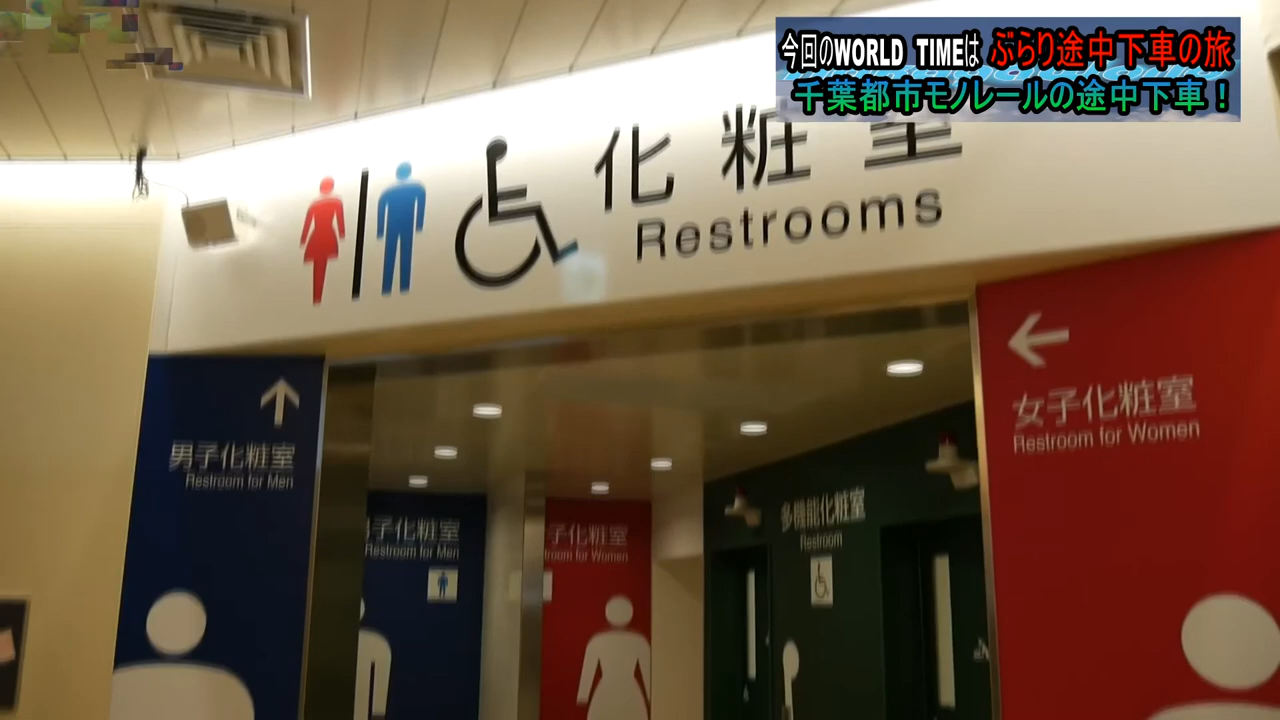 今回のWORLD TIMEは ぶらり途中下車の旅
千葉都市モノレールの途中下車！
化粧室
Restrooms
男子化粧室
Restroom for Men
女子化粧室
Restroom for Women
子化粧室
Restroom for Men
子化粧室
room for Women
多機能化粧室
Restroom